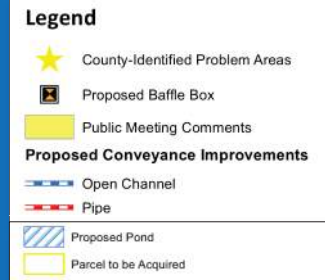 Legend
County-Identified Problem Areas
Proposed Baffle Box
Public Meeting Comments
Proposed Conveyance Improvements
Open Channel
Pipe
Proposed Pond
Parcel to be Acquired